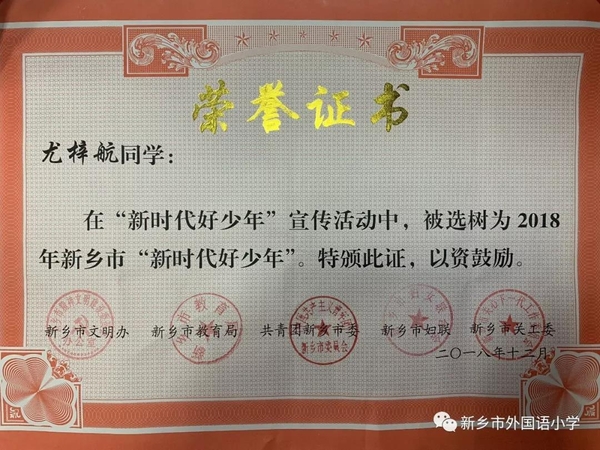 荣誉证书
尤梓航同学：
在“新时代好少年”宣传活动中，被选树为2018
年新乡市“新时代好少年”。特颁此证，以资鼓励。
新乡市文明办 新乡市教育局 共青团新乡市委 新乡市妇联 新乡市关工委
二〇一八年十二月
新乡市外国语小学